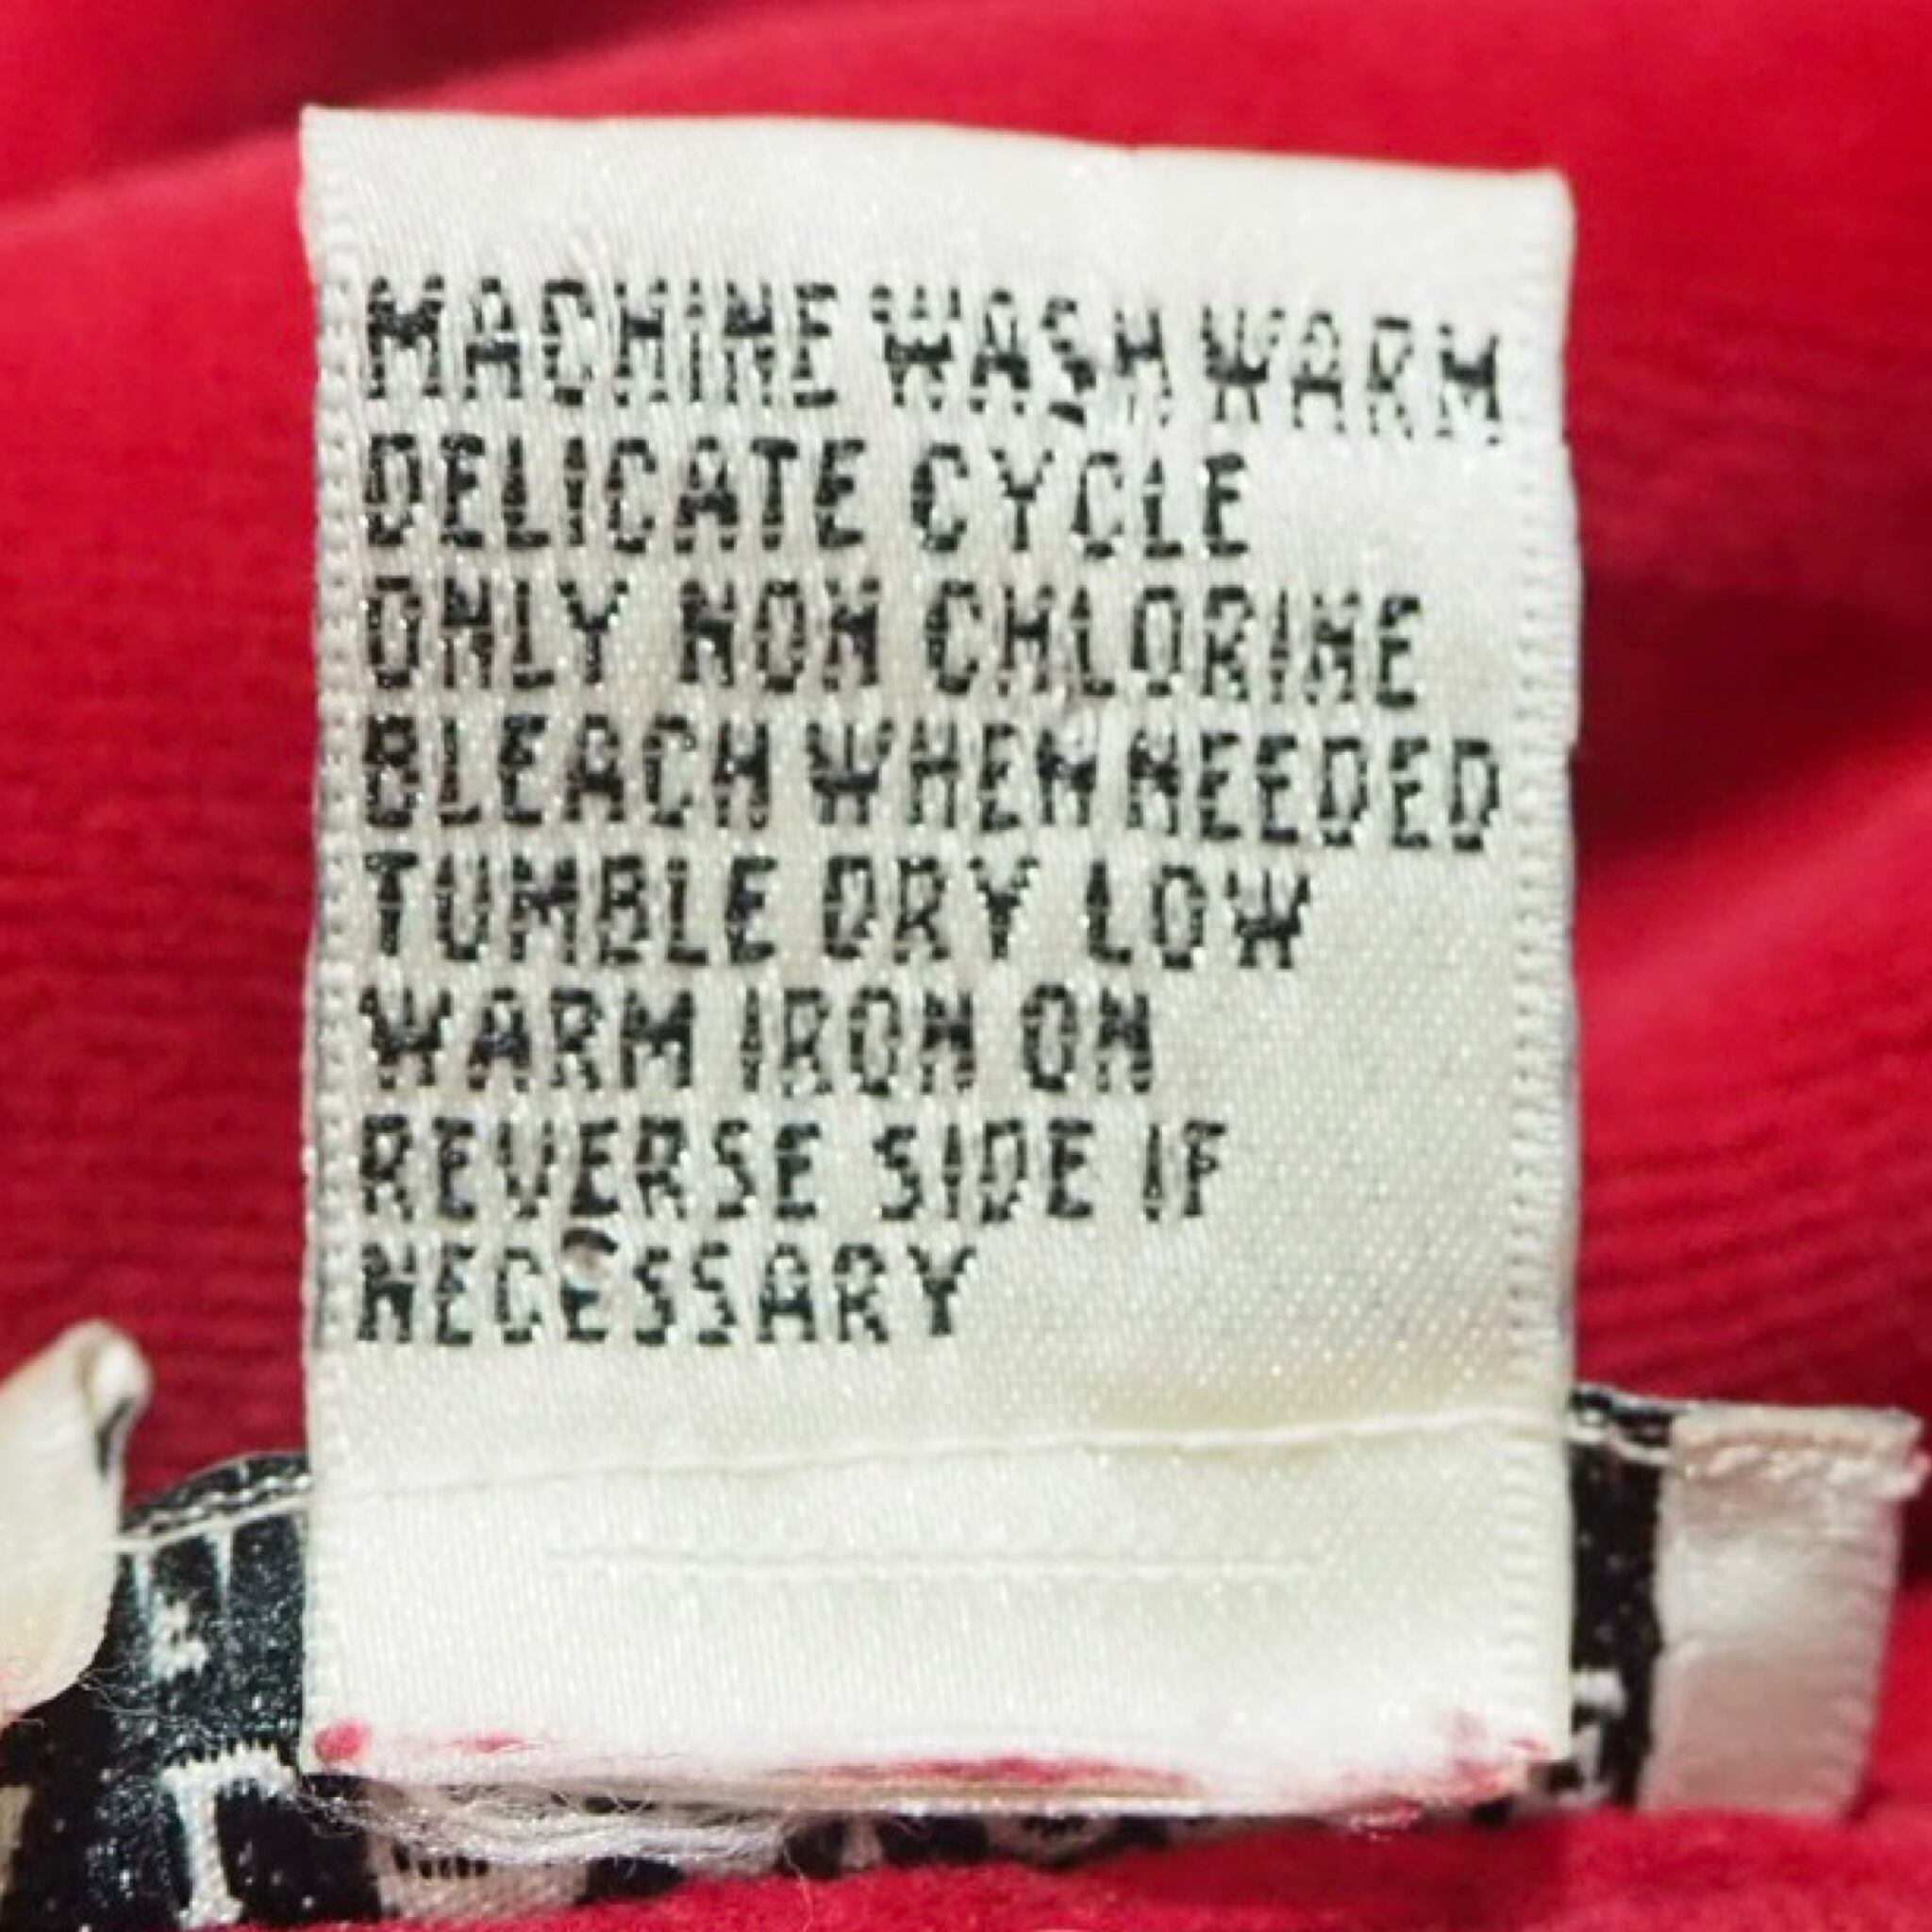 MACHINE WASH WARM
DELICATE CYCLE
ONLY NON CHLORINE
BLEACH WHEN NEEDED
TUMBLE DRY LOW
WARM IRON ON
REVERSE SIDE IF
NECESSARY